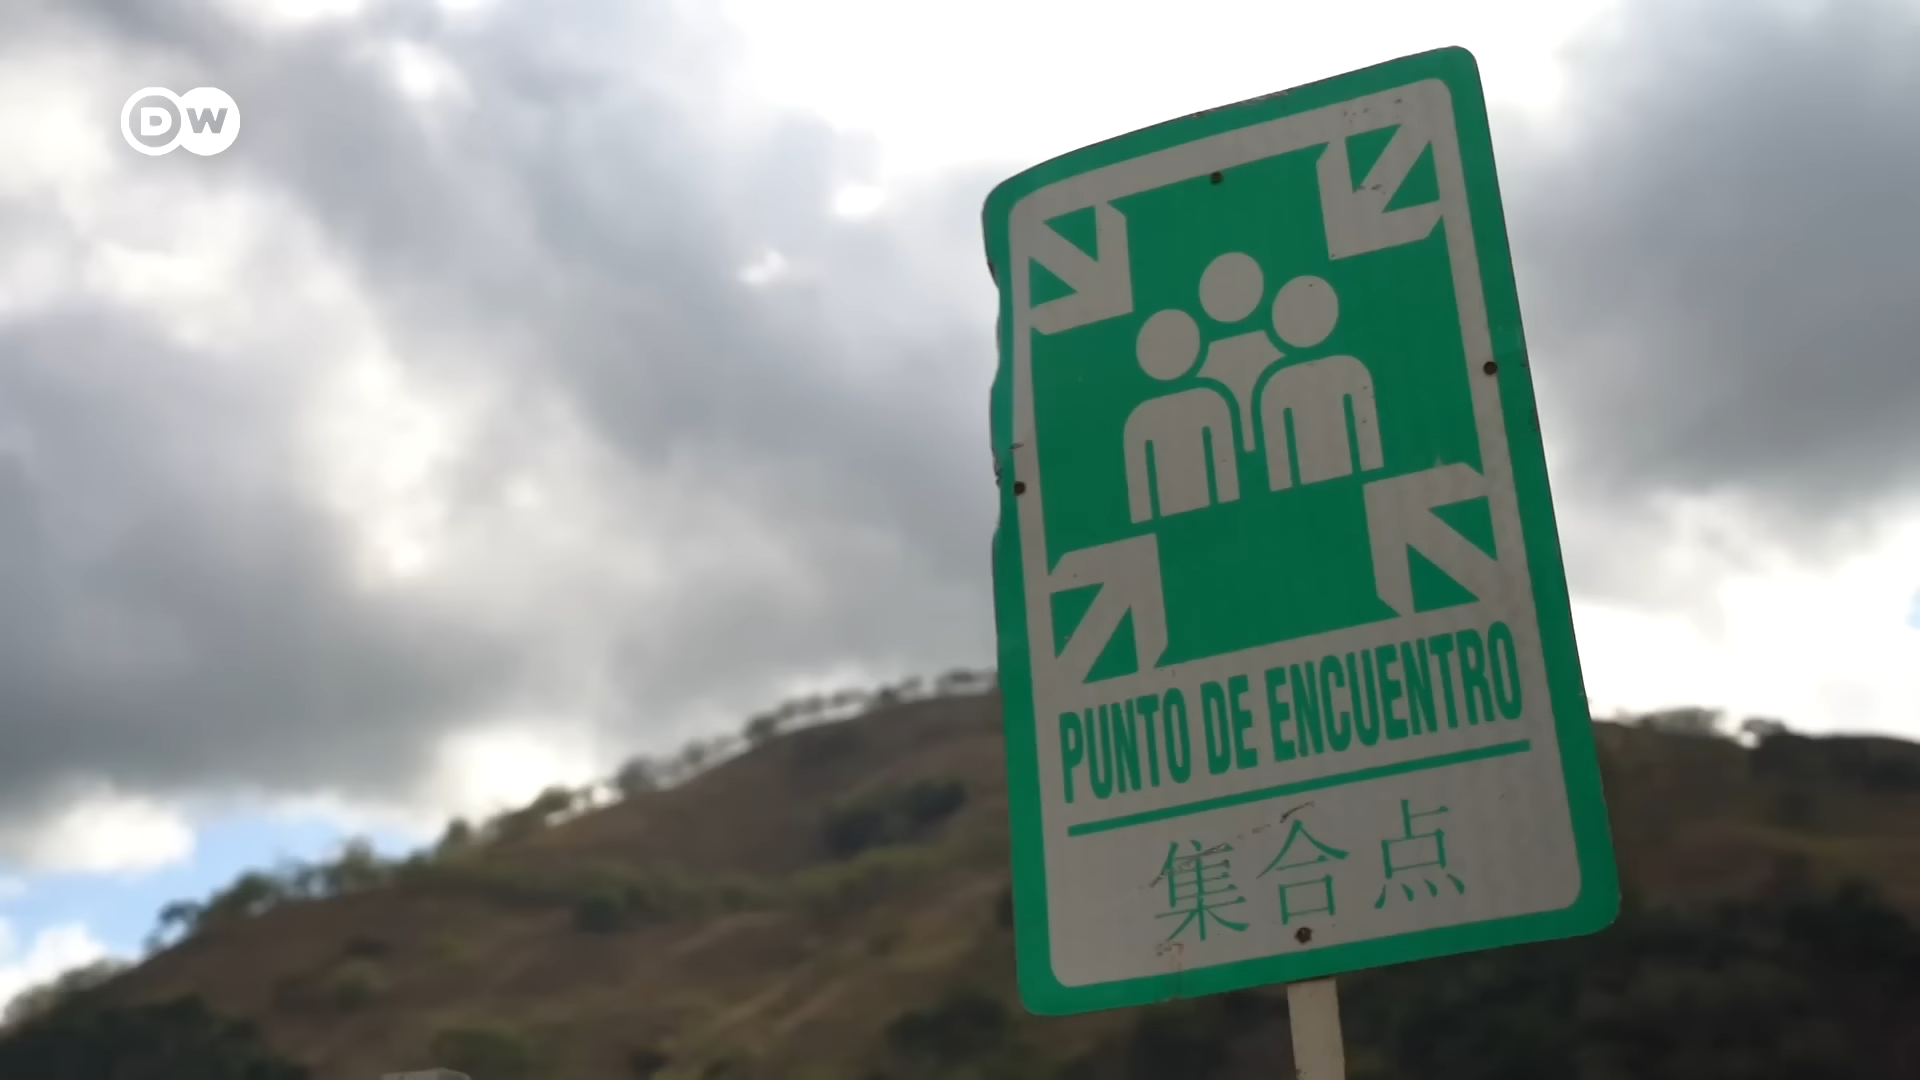 DW
PUNTO DE ENCUENTRO
集合点